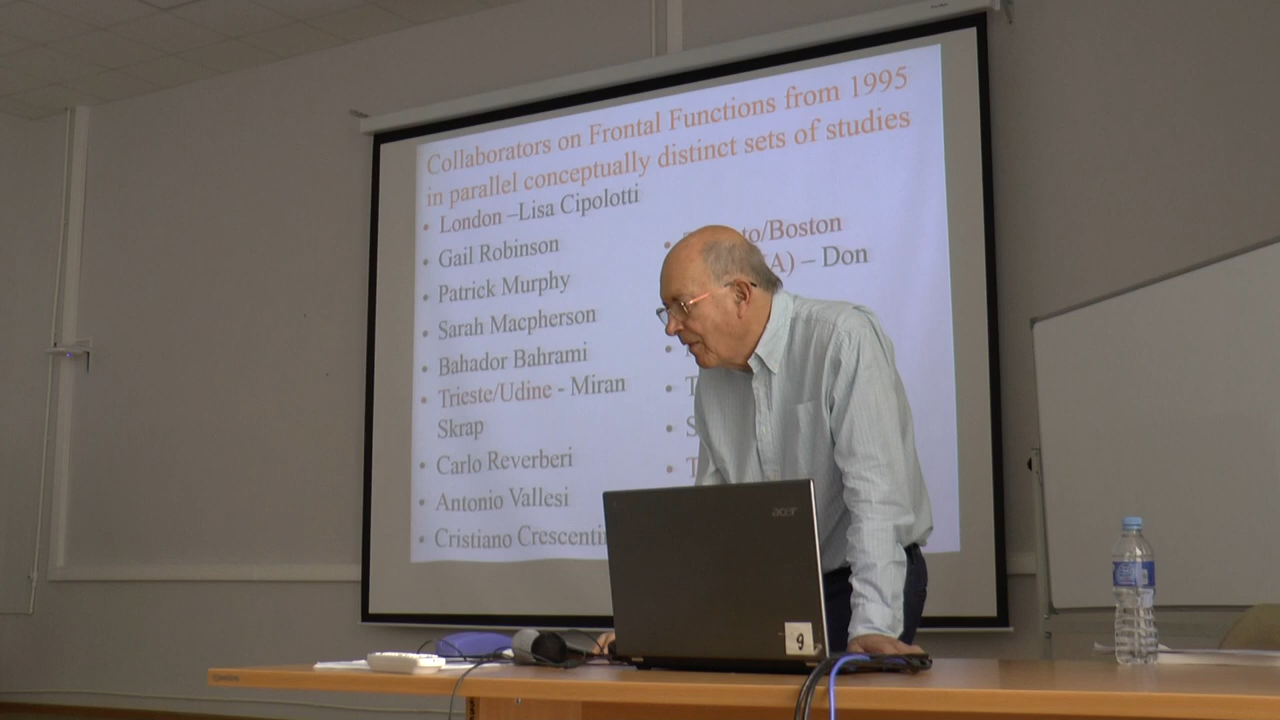 Collaborators on Frontal Functions from 1995
in parallel conceptually distinct sets of studies
• London –Lisa Cipolotti
• Gail Robinson
• Patrick Murphy
• Sarah Macpherson
• Bahador Bahrami
• Trieste/Udine - Miran
Skrap
• Carlo Reverberi
• Antonio Vallesi
• Cristiano
to/Boston
A) – Don
acer
9